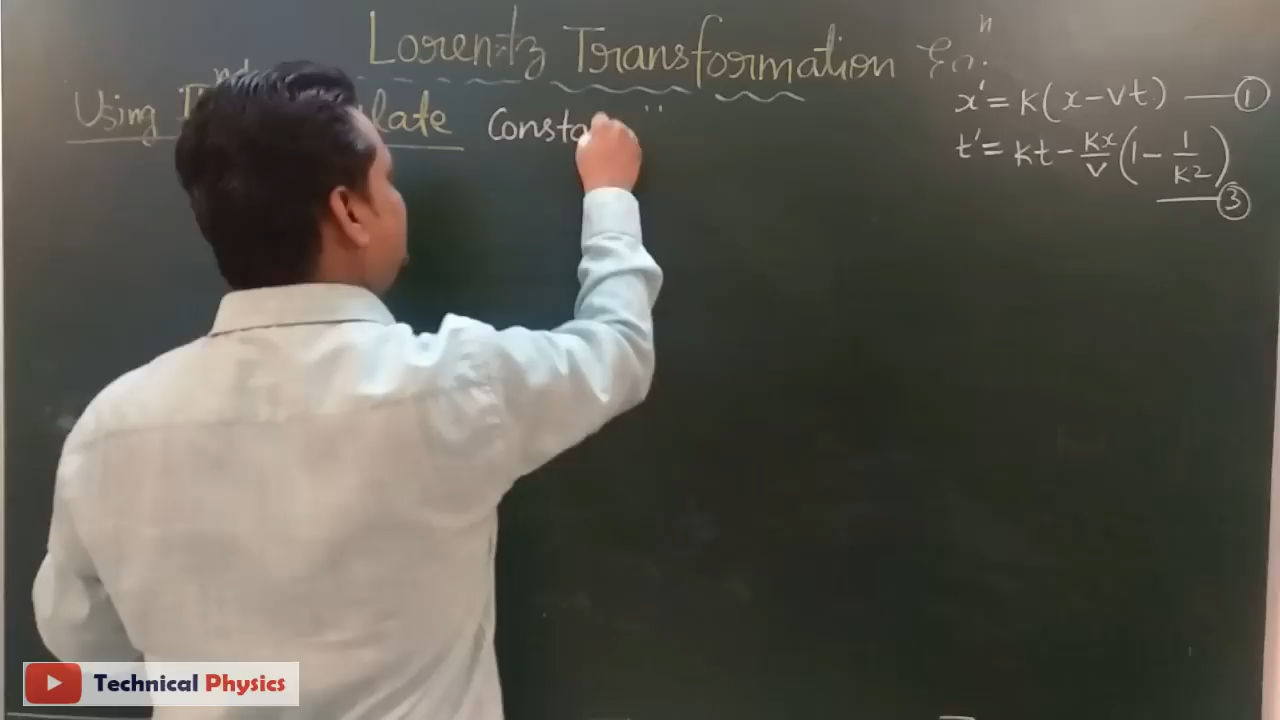 Lorentz Transformation Eqⁿ.
Using late Consta
x' = K(x-vt) — ①
t' = Kt - Kx/v (1 - 1/K²)
— ③
Technical Physics